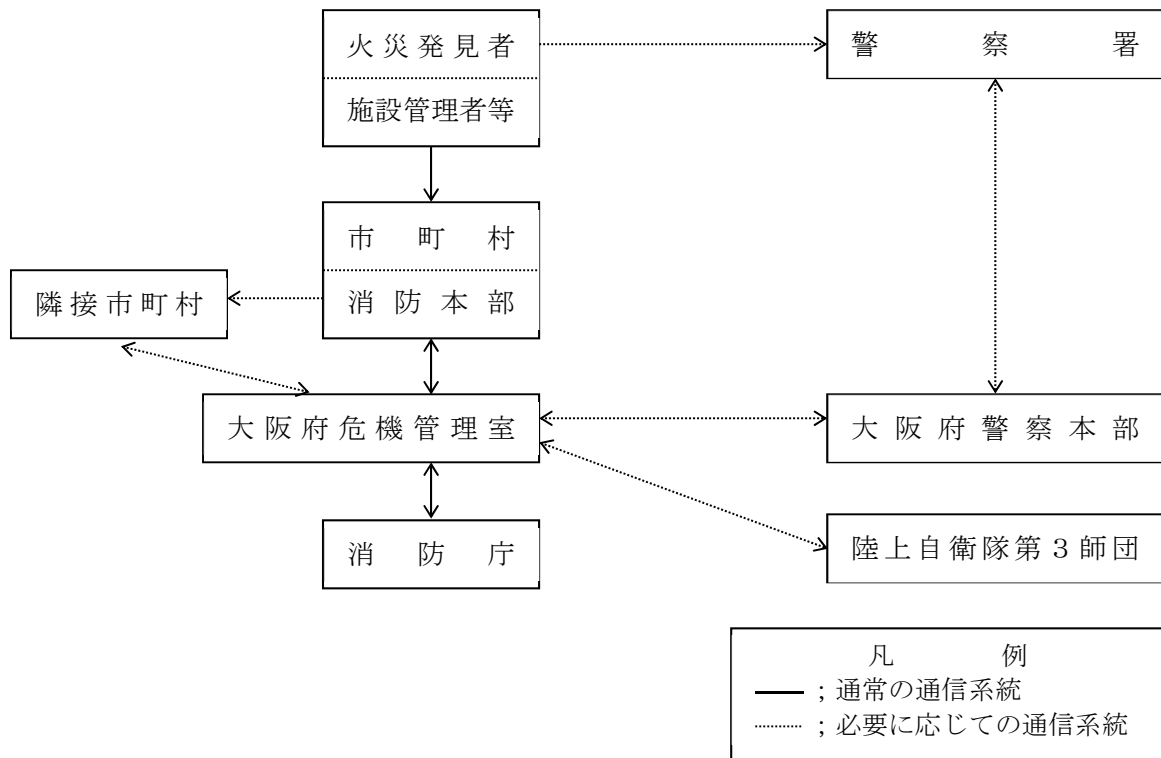 火災発見者
施設管理者等
警察署
市町村
消防本部
隣接市町村
大阪府危機管理室
大阪府警察本部
消防庁
陸上自衛隊第３師団
凡例
；通常の通信系統
；必要に応じての通信系統